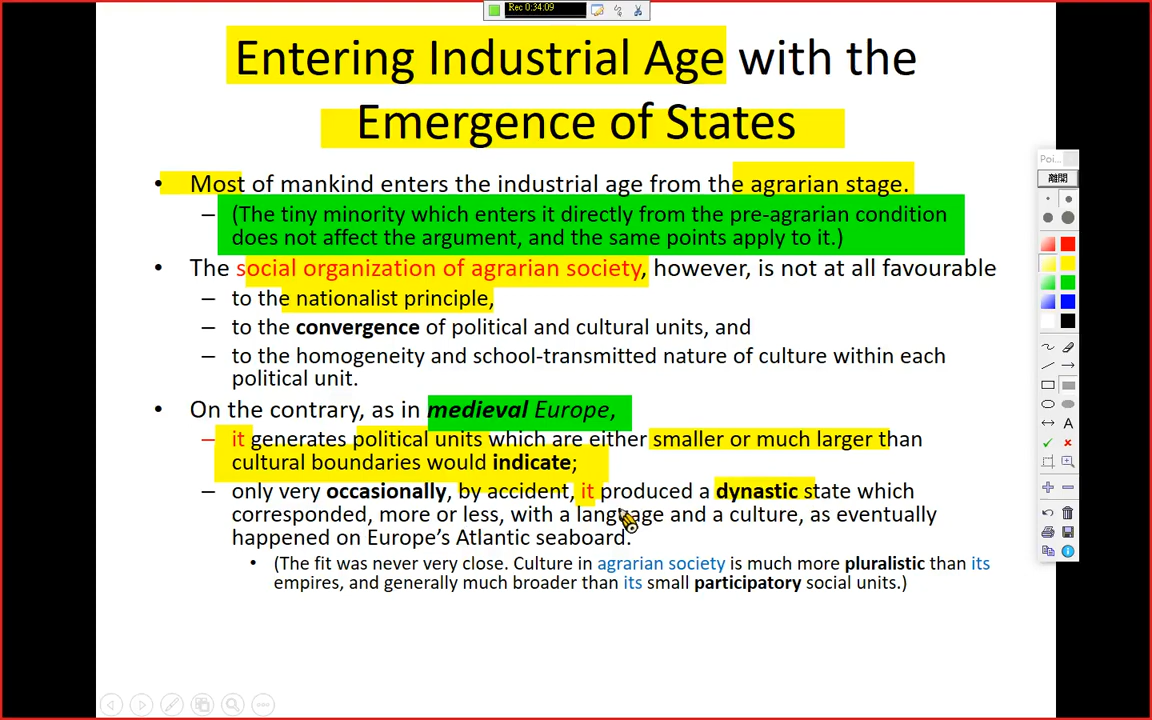 Rec 0:34:09
Entering Industrial Age with the
Emergence of States
• Most of mankind enters the industrial age from the agrarian stage.
– (The tiny minority which enters it directly from the pre-agrarian condition
does not affect the argument, and the same points apply to it.)
• The social organization of agrarian society, however, is not at all favourable
– to the nationalist principle,
– to the convergence of political and cultural units, and
– to the homogeneity and school-transmitted nature of culture within each
political unit.
• On the contrary, as in medieval Europe,
– it generates political units which are either smaller or much larger than
cultural boundaries would indicate;
– only very occasionally, by accident, it produced a dynastic state which
corresponded, more or less, with a language and a culture, as eventually
happened on Europe's Atlantic seaboard.
• (The fit was never very close. Culture in agrarian society is much more pluralistic than its
empires, and generally much broader than its small participatory social units.)
Poi...
離開
A